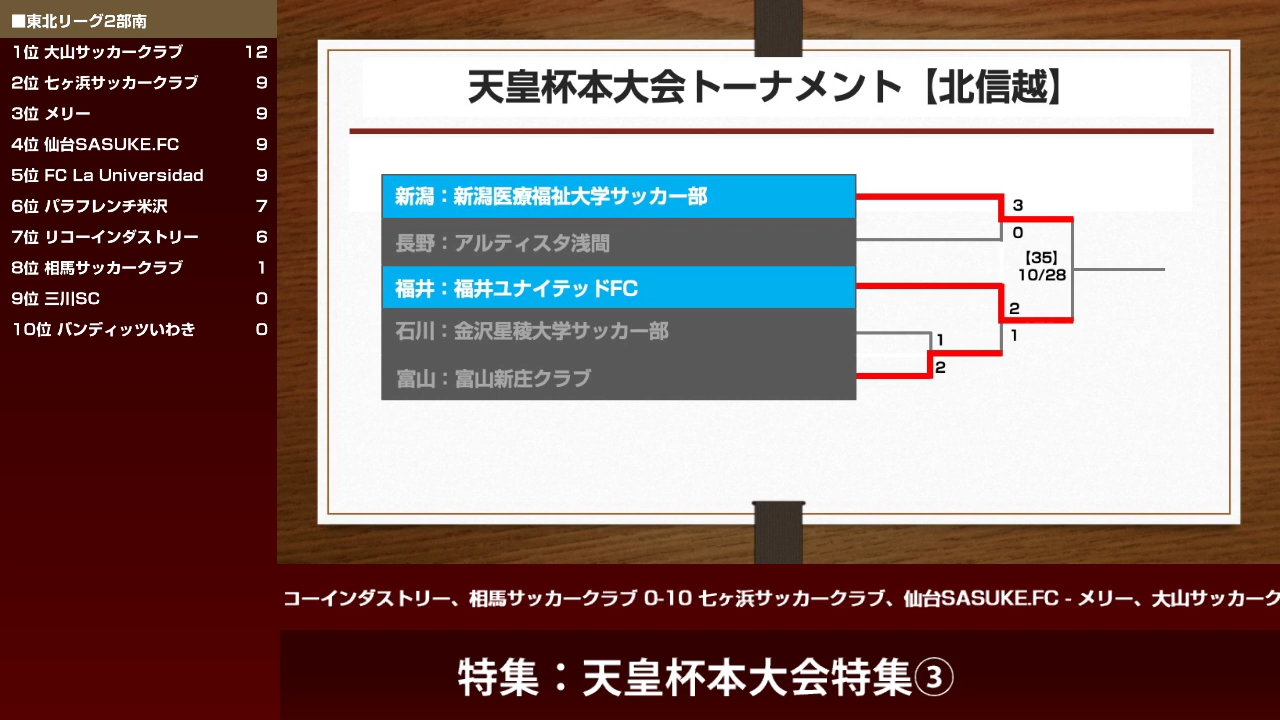 ■東北リーグ2部南
1位 大山サッカークラブ 12
2位 七ヶ浜サッカークラブ 9
3位 メリー 9
4位 仙台SASUKE.FC 9
5位 FC La Universidad 9
6位 パラフレンチ米沢 7
7位 リコーインダストリー 6
8位 相馬サッカークラブ 1
9位 三川SC 0
10位 バンディッツいわき 0
天皇杯本大会トーナメント【北信越】
新潟：新潟医療福祉大学サッカー部
長野：アルティスタ浅間
福井：福井ユナイテッドFC
石川：金沢星稜大学サッカー部
富山：富山新庄クラブ
3
0
【35】
10/28
2
1
1
2
コーインダストリー、相馬サッカークラブ 0-10 七ヶ浜サッカークラブ、仙台SASUKE.FC - メリー、大山サッカーク
特集：天皇杯本大会特集③